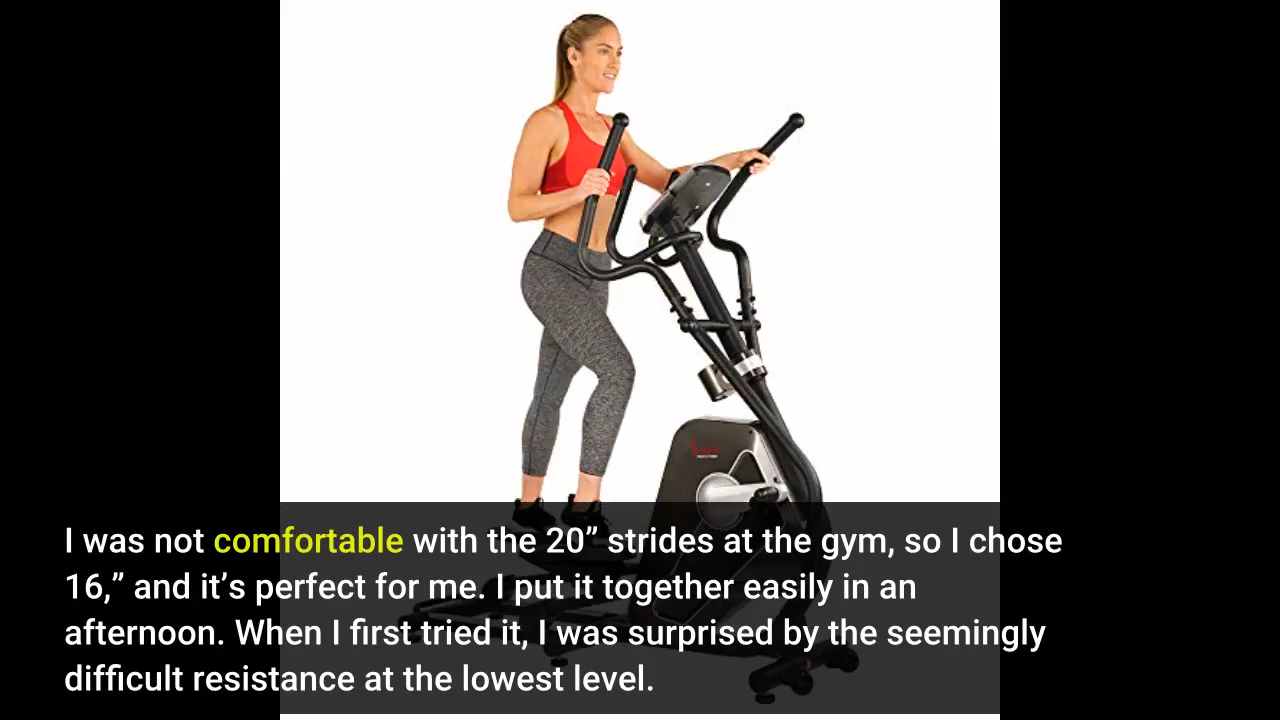 I was not comfortable with the 20” strides at the gym, so I chose
16,” and it’s perfect for me. I put it together easily in an
afternoon. When I first tried it, I was surprised by the seemingly
difficult resistance at the lowest level.